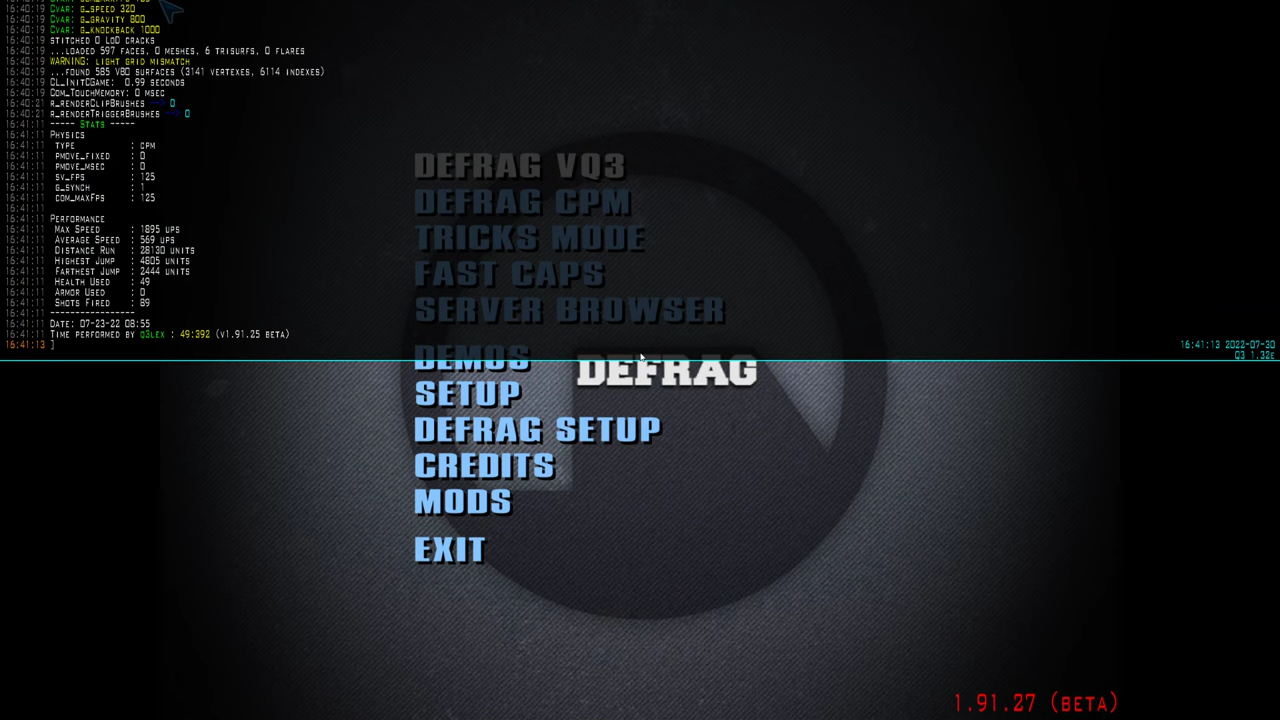 16:40:19 Cvar: g_speed 320
16:40:19 Cvar: g_gravity 800
16:40:19 Cvar: g_knockback 1000
16:40:19 stitched 0 LoD cracks
16:40:19 ...loaded 597 faces, 0 meshes, 6 trisurfs, 0 flares
16:40:19 WARNING: light grid mismatch
16:40:19 ...found 585 VBO surfaces (3141 vertexes, 6114 indexes)
16:40:19 CL_InitCGame: 0.99 seconds
16:40:19 Com_TouchMemory: 0 msec
16:40:21 r_renderClipBrushes --> 0
16:40:21 r_renderTriggerBrushes --> 0
16:41:11 ----- Stats -----
16:41:11 Physics
16:41:11 type : CPM
16:41:11 pmove_fixed : 0
16:41:11 pmove_msec : 0
16:41:11 sv_fps : 125
16:41:11 g_synch : 1
16:41:11 com_maxfps : 125
16:41:11
16:41:11 Performance
16:41:11 Max Speed : 1895 ups
16:41:11 Average Speed : 569 ups
16:41:11 Distance Run : 28130 units
16:41:11 Highest Jump : 4805 units
16:41:11 Farthest Jump : 2444 units
16:41:11 Health Used : 49
16:41:11 Armor Used : 0
16:41:11 Shots Fired : 89
16:41:11 -----------------
16:41:11 Date: 07-23-22 08:55
16:41:11 Time performed by q3lex : 49:392 (v1.91.25 beta)
16:41:13 ]
16:41:13 2022-07-30
Q3 1.32e
DEFRAG VQ3
DEFRAG CPM
TRICKS MODE
FAST CAPS
SERVER BROWSER
DEMOS
DEFRAG
SETUP
DEFRAG SETUP
CREDITS
MODS
EXIT
1.91.27 (beta)